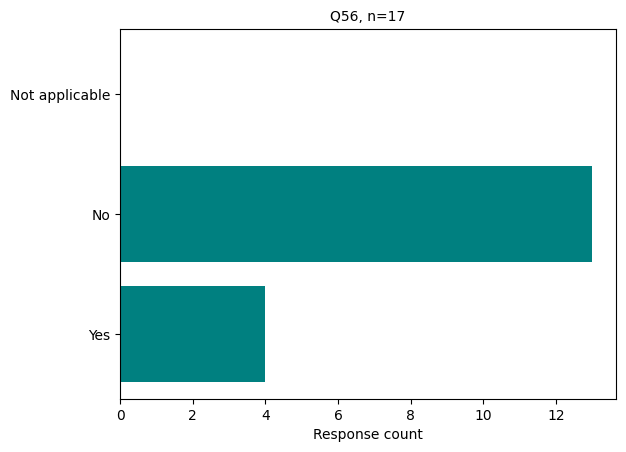 Q56, n=17
Not applicable
No
Yes
0 2 4 6 8 10 12
Response count